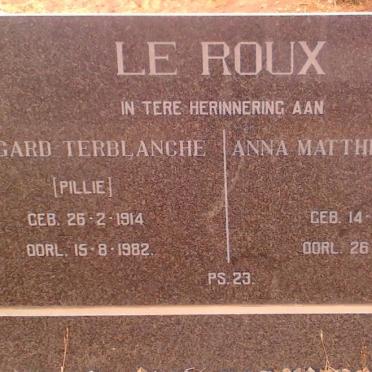 LE ROUX
IN TERE HERINNERING AAN
GARD TERBLANCHE ANNA MATTH
[PILLIE]
GEB. 26-2-1914 GEB. 14-
OORL. 15-8-1982. OORL. 26
PS. 23.